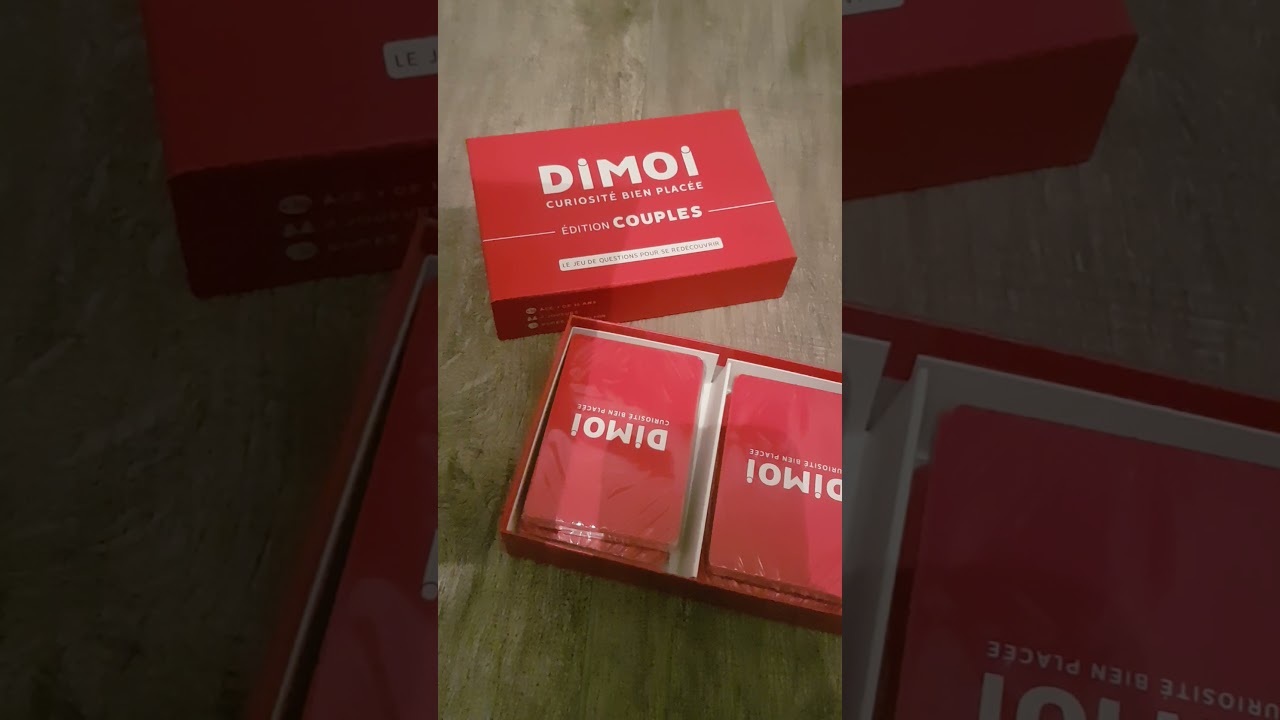 DiMOi
CURIOSITÉ BIEN PLACÉE
ÉDITION COUPLES
LE JEU DE QUESTIONS POUR SE REDÉCOUVRIR
DiMOi
CURIOSITÉ BIEN PLACÉE
DiMOi
CURIOSITÉ BIEN PLACÉE